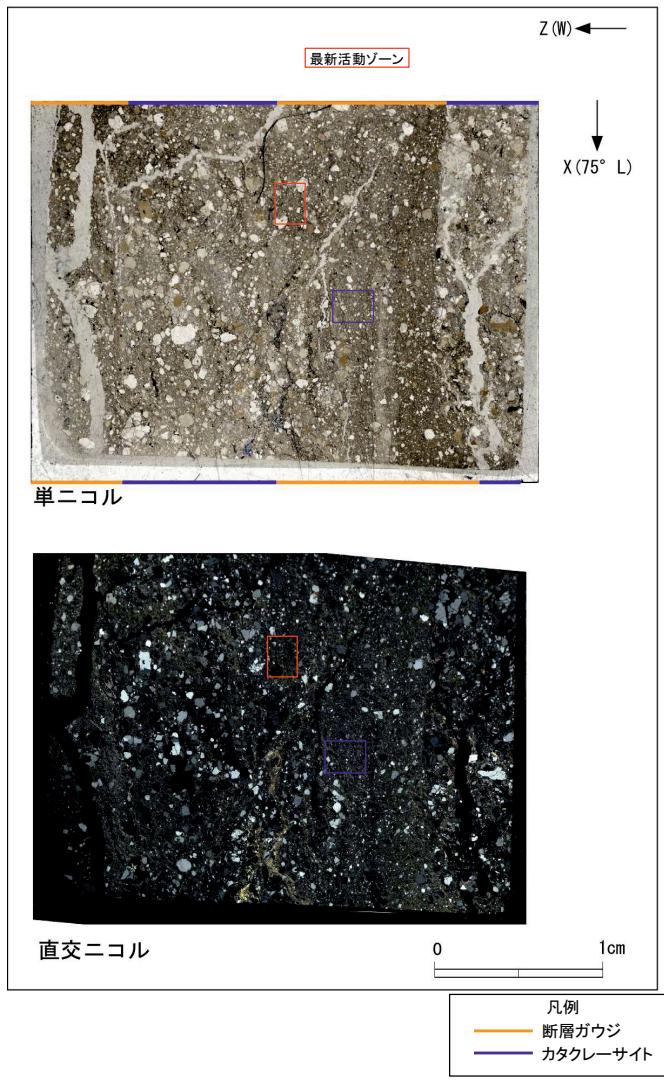 Z(W)
最新活動ゾーン
X(75° L)
単ニコル
直交ニコル
0 1cm
凡例
断層ガウジ
カタクレーサイト